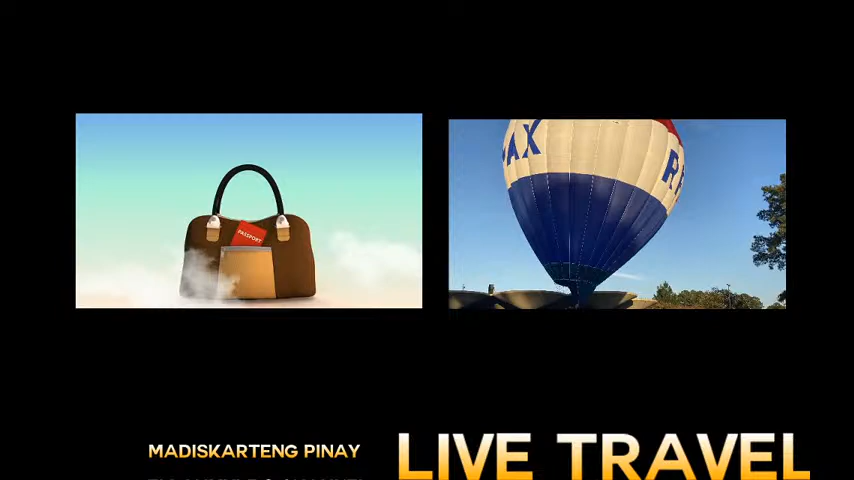 PASSPORT
AX
R
MADISKARTENG PINAY
LIVE TRAVEL